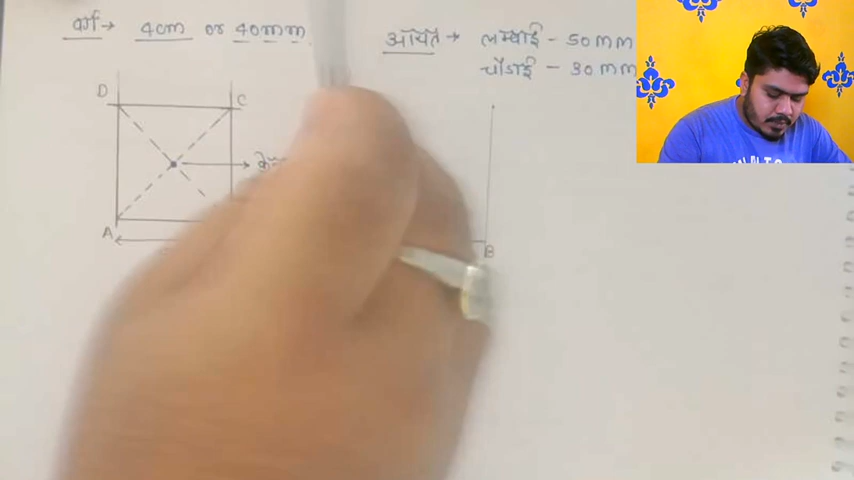 वर्ग → 4cm or 40mm.
आयत → लम्बाई - 50mm
चौडाई - 30mm
D
C
A
B